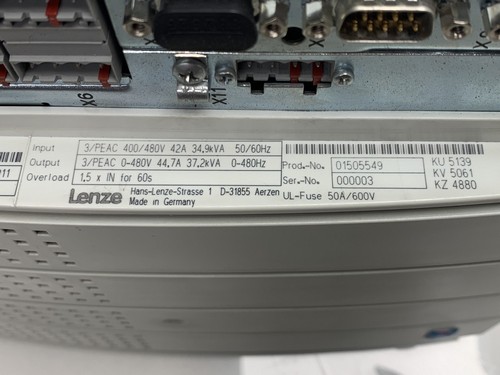 X6
X11
X
Input 3/PEAC 400/480V 42A 34.9kVA 50/60Hz
Output 3/PEAC 0-480V 44.7A 37.2kVA 0-480Hz
Overload 1.5 x IN for 60s
211
Lenze Hans-Lenze-Strasse 1 D-31855 Aerzen
Made in Germany
Prod.-No. 01505549
Ser.-No. 000003
UL-Fuse 50A/600V
KU 5139
KV 5061
KZ 4880